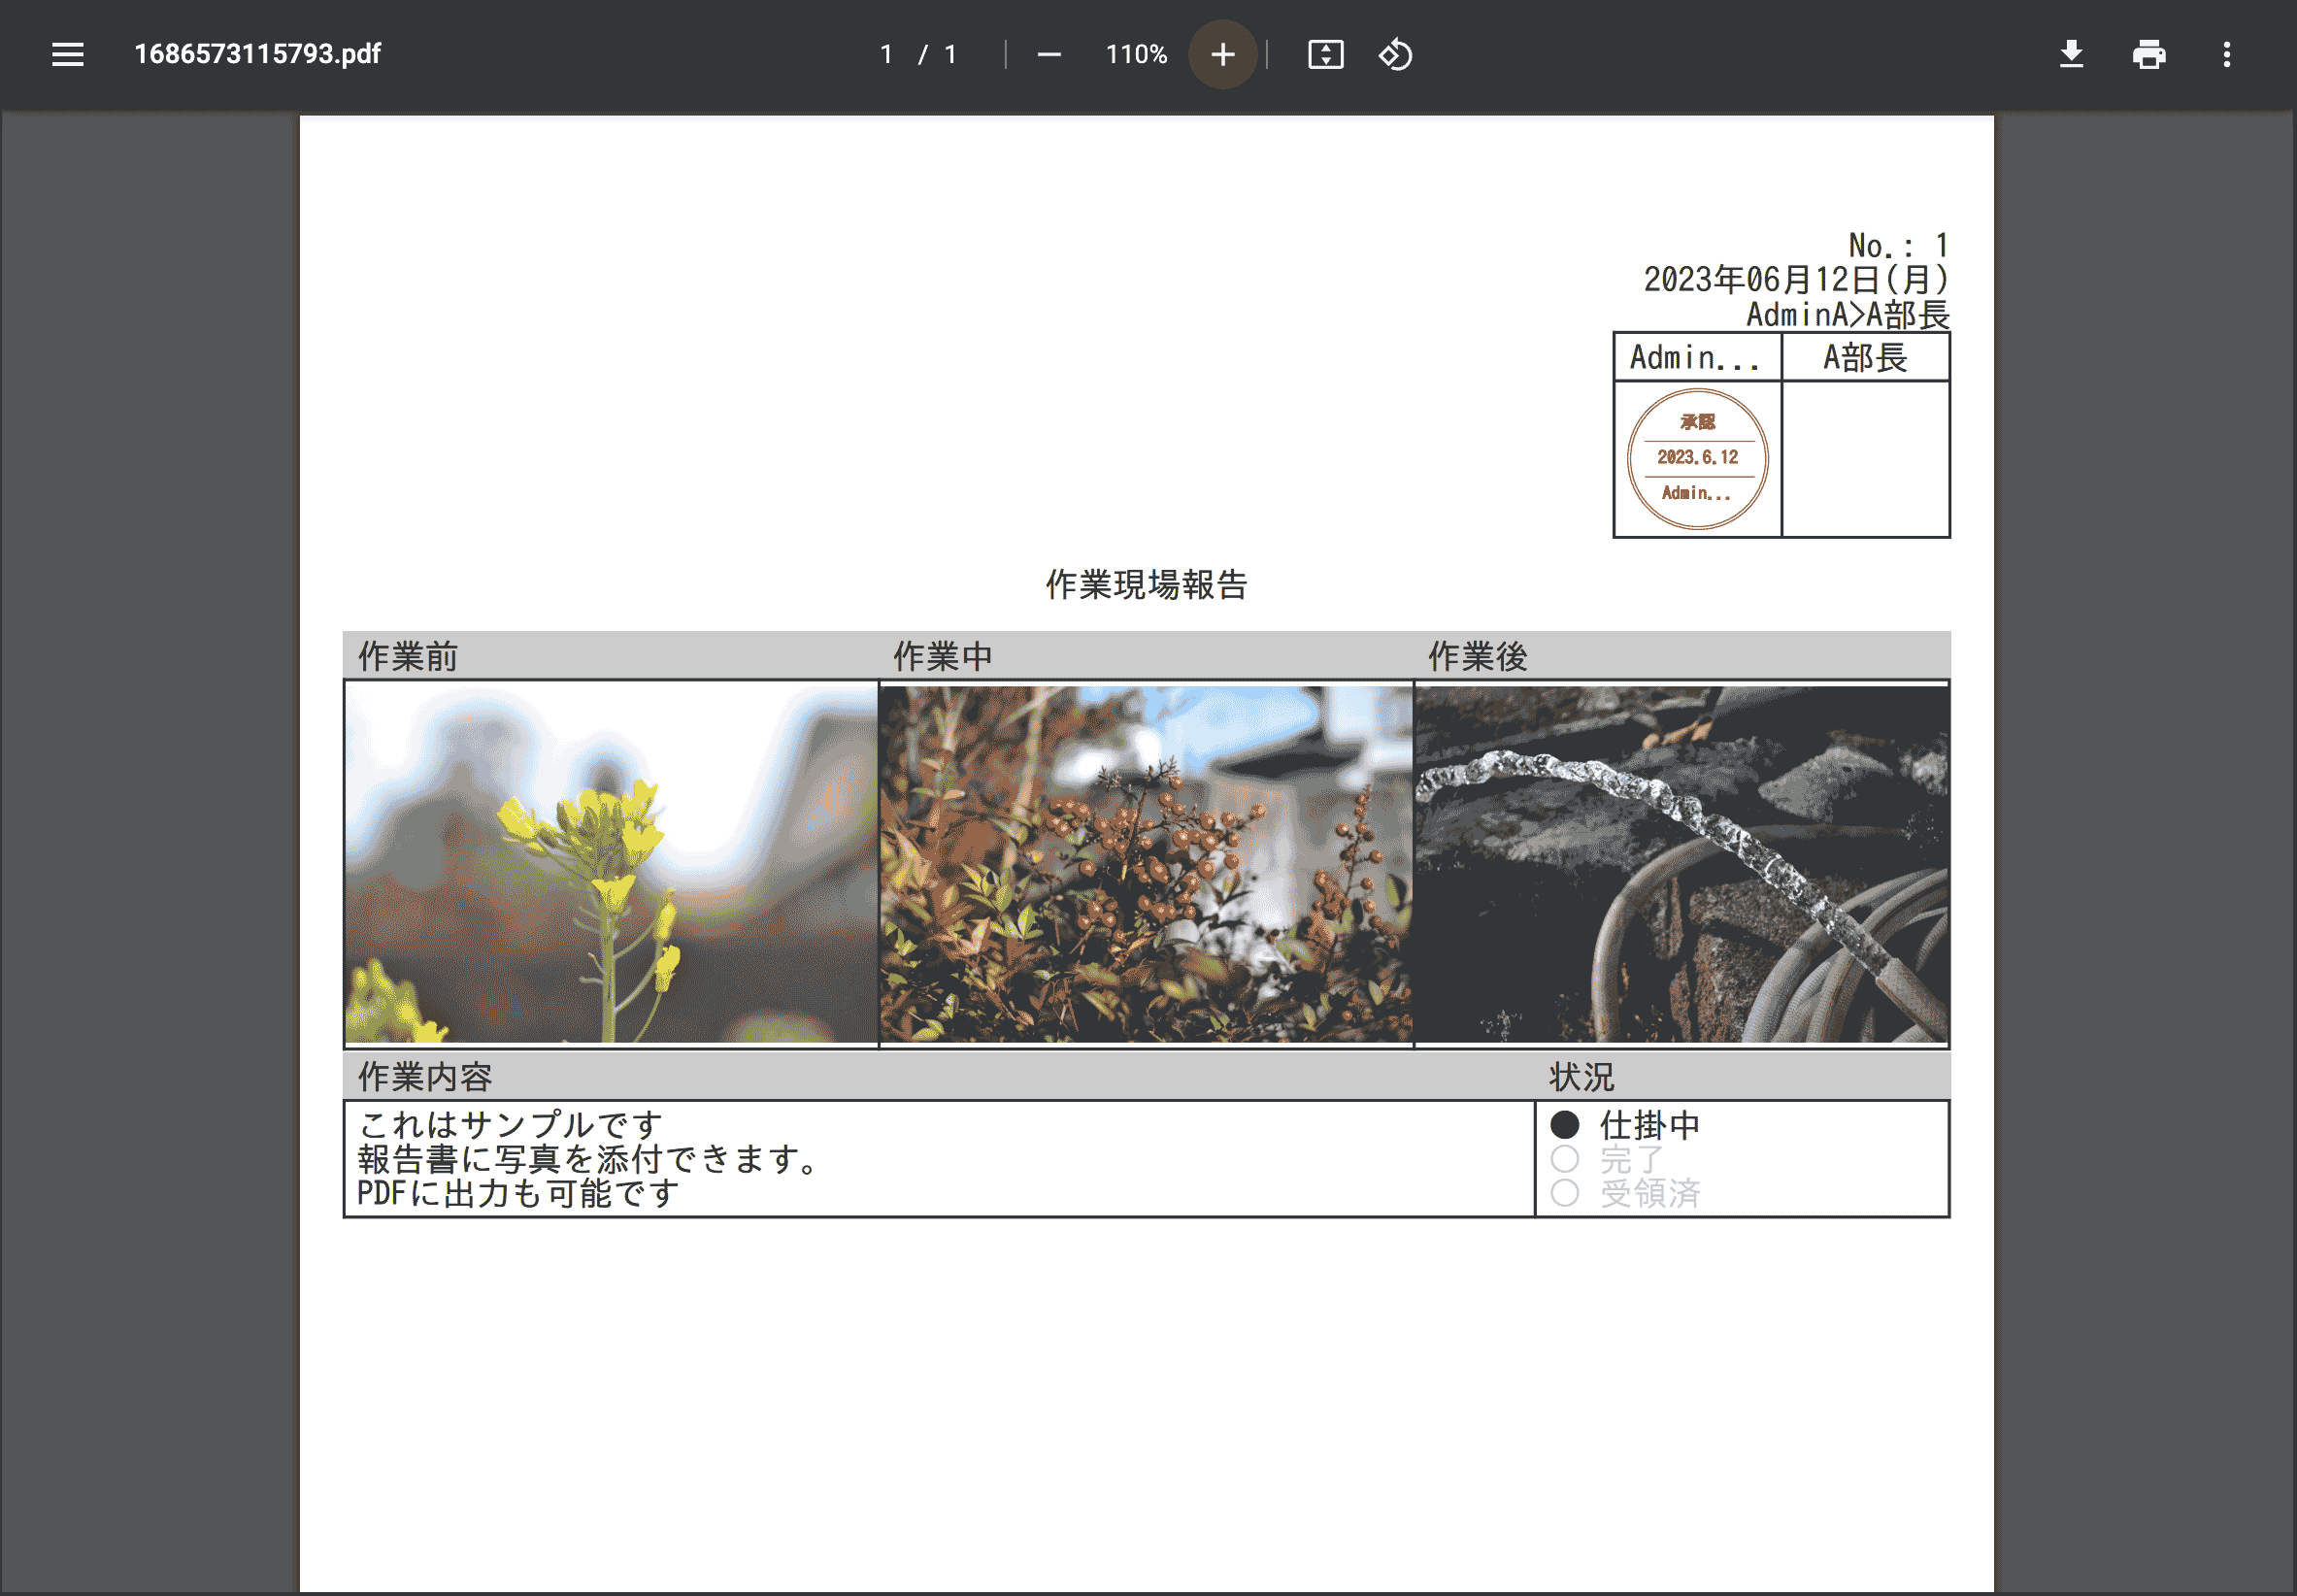 1686573115793.pdf
1 / 1
110%
No.: 1
2023年06月12日(月)
AdminA>A部長
Admin... A部長
承認
2023.6.12
Admin...
作業現場報告
作業前 作業中 作業後
作業内容 状況
これはサンプルです
報告書に写真を添付できます。
PDFに出力も可能です
仕掛中
完了
受領済